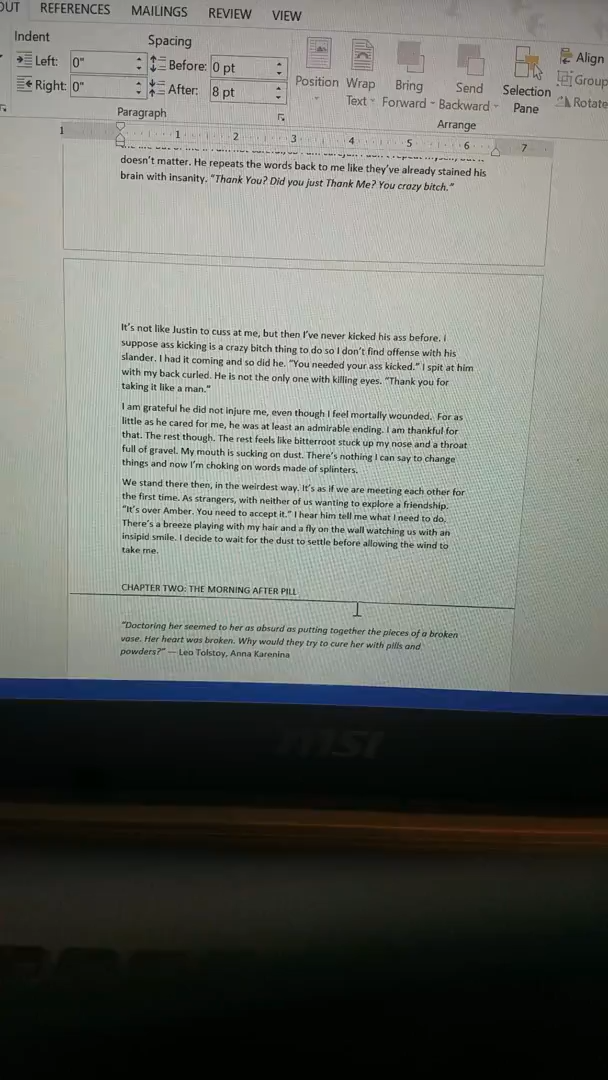 OUT REFERENCES MAILINGS REVIEW VIEW
Indent Spacing
Left: 0" Before: 0 pt
Right: 0" After: 8 pt
Paragraph
Position Wrap Text Bring Forward Send Backward Selection Pane Align Group Rotate
Arrange
1 1 2 3 4 5 6 7
doesn't matter. He repeats the words back to me like they've already stained his
brain with insanity. "Thank You? Did you just Thank Me? You crazy bitch."
It's not like Justin to cuss at me, but then I've never kicked his ass before. I
suppose ass kicking is a crazy bitch thing to do so I don't find offense with his
slander. I had it coming and so did he. "You needed your ass kicked." I spit at him
with my back curled. He is not the only one with killing eyes. "Thank you for
taking it like a man."
I am grateful he did not injure me, even though I feel mortally wounded. For as
little as he cared for me, he was at least an admirable ending. I am thankful for
that. The rest though. The rest feels like bitterroot stuck up my nose and a throat
full of gravel. My mouth is sucking on dust. There's nothing I can say to change
things and now I'm choking on words made of splinters.
We stand there then, in the weirdest way. It's as if we are meeting each other for
the first time. As strangers, with neither of us wanting to explore a friendship.
"It's over Amber. You need to accept it." I hear him tell me what I need to do.
There's a breeze playing with my hair and a fly on the wall watching us with an
insipid smile. I decide to wait for the dust to settle before allowing the wind to
take me.
CHAPTER TWO: THE MORNING AFTER PILL
"Doctoring her seemed to her as absurd as putting together the pieces of a broken
vase. Her heart was broken. Why would they try to cure her with pills and
powders?" — Leo Tolstoy, Anna Karenina
msi